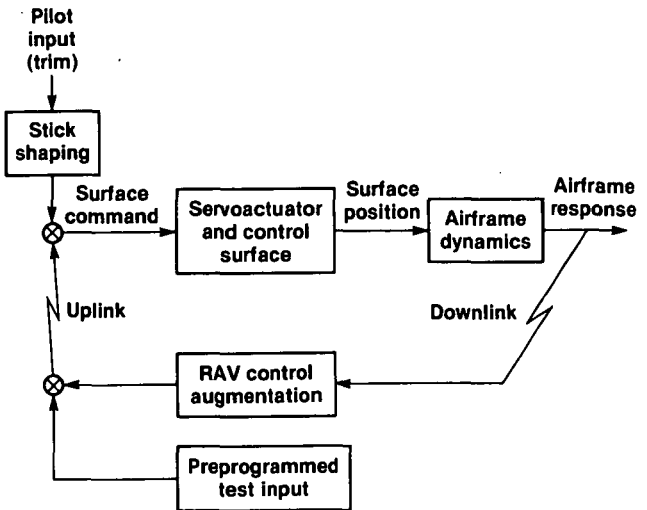 Pilot
input
(trim)
Stick
shaping
Surface
command
Servoactuator
and control
surface
Surface
position
Airframe
dynamics
Airframe
response
Uplink
Downlink
RAV control
augmentation
Preprogrammed
test input